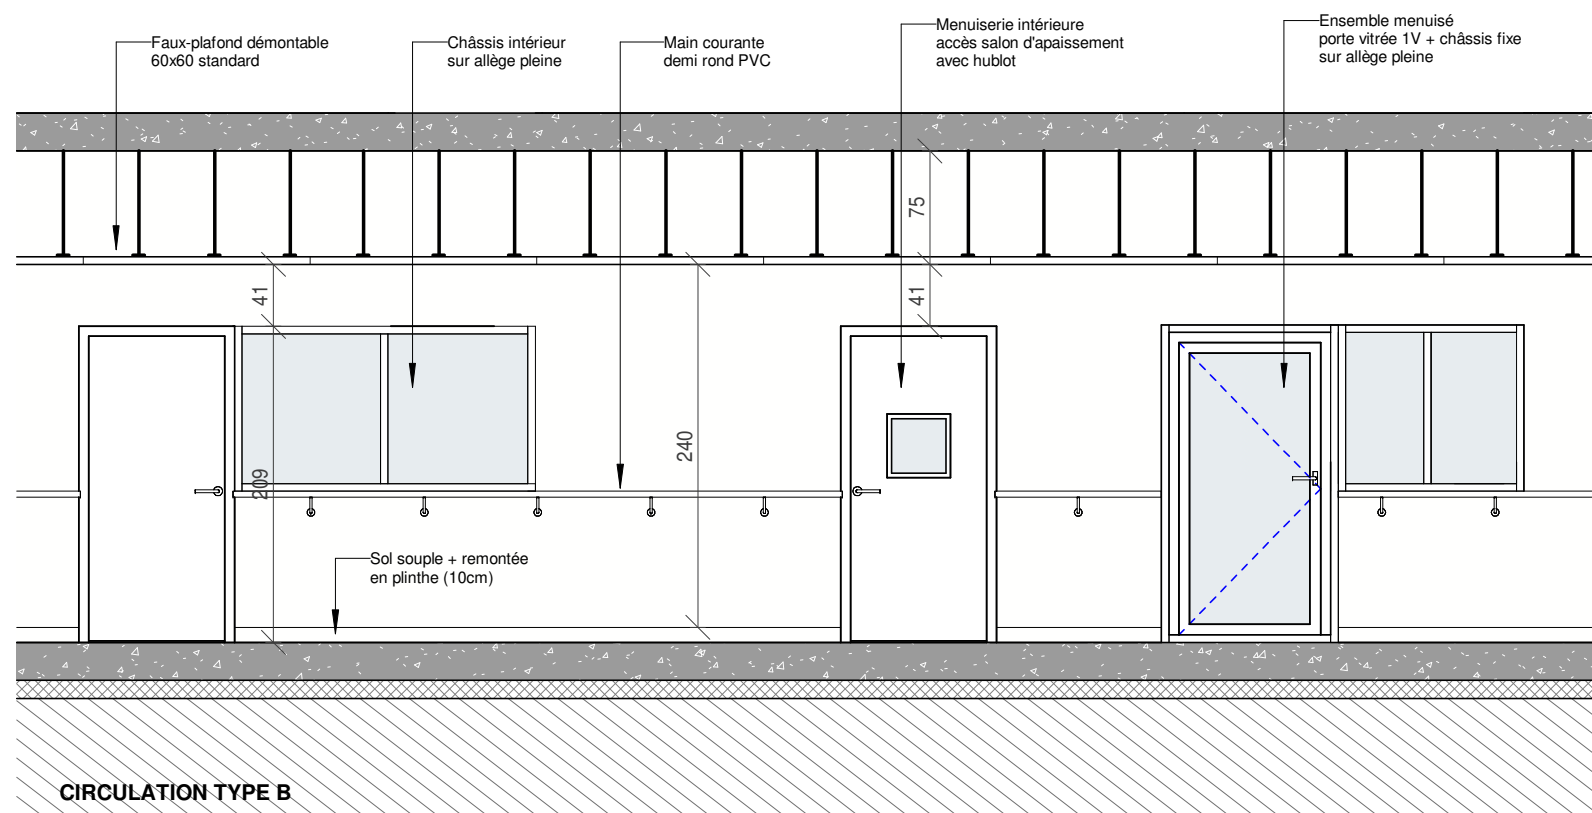 Faux-plafond démontable
60x60 standard
Châssis intérieur
sur allège pleine
Main courante
demi rond PVC
Menuiserie intérieure
accès salon d'apaissement
avec hublot
Ensemble menuisé
porte vitrée 1V + châssis fixe
sur allège pleine
75
41
41
240
209
Sol souple + remontée
en plinthe (10cm)
CIRCULATION TYPE B